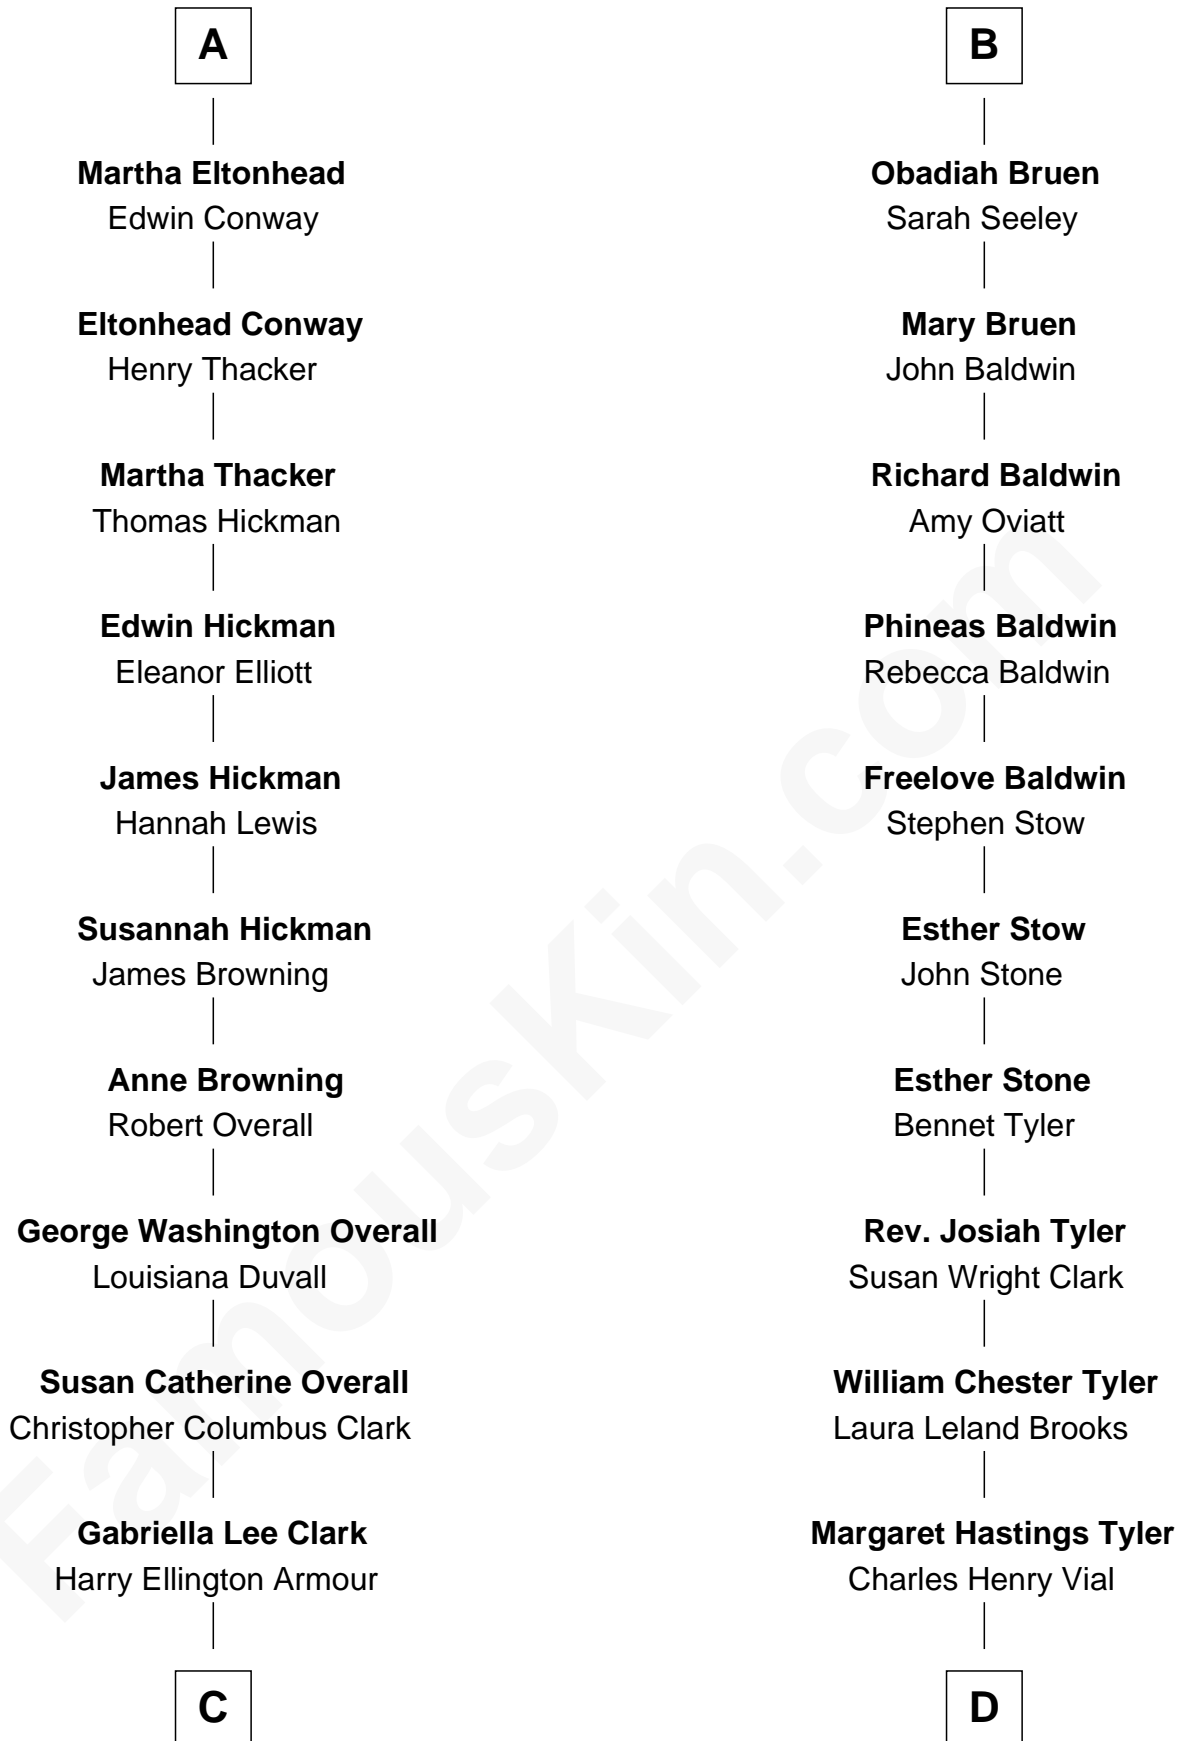 A
Martha Eltonhead
Edwin Conway
Eltonhead Conway
Henry Thacker
Martha Thacker
Thomas Hickman
Edwin Hickman
Eleanor Elliott
James Hickman
Hannah Lewis
Susannah Hickman
James Browning
Anne Browning
Robert Overall
George Washington Overall
Louisiana Duvall
Susan Catherine Overall
Christopher Columbus Clark
Gabriella Lee Clark
Harry Ellington Armour
C
B
Obadiah Bruen
Sarah Seeley
Mary Bruen
John Baldwin
Richard Baldwin
Amy Oviatt
Phineas Baldwin
Rebecca Baldwin
Freelove Baldwin
Stephen Stow
Esther Stow
John Stone
Esther Stone
Bennet Tyler
Rev. Josiah Tyler
Susan Wright Clark
William Chester Tyler
Laura Leland Brooks
Margaret Hastings Tyler
Charles Henry Vial
D
FamousKin.com